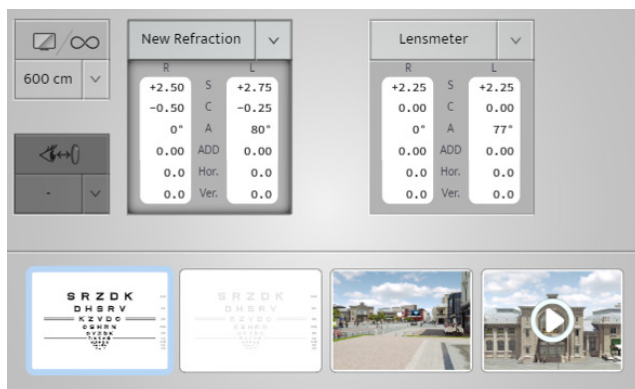 ∞
600 cm
-
New Refraction
R L
+2.50 S +2.75
-0.50 C -0.25
0° A 80°
0.00 ADD 0.00
0.0 Hor. 0.0
0.0 Ver. 0.0
Lensmeter
R L
+2.25 S +2.25
0.00 C 0.00
0° A 77°
0.00 ADD 0.00
0.0 Hor. 0.0
0.0 Ver. 0.0
S R Z D K
D H S R V
K Z V D C
S R Z D K
D H S R V
K Z V D C